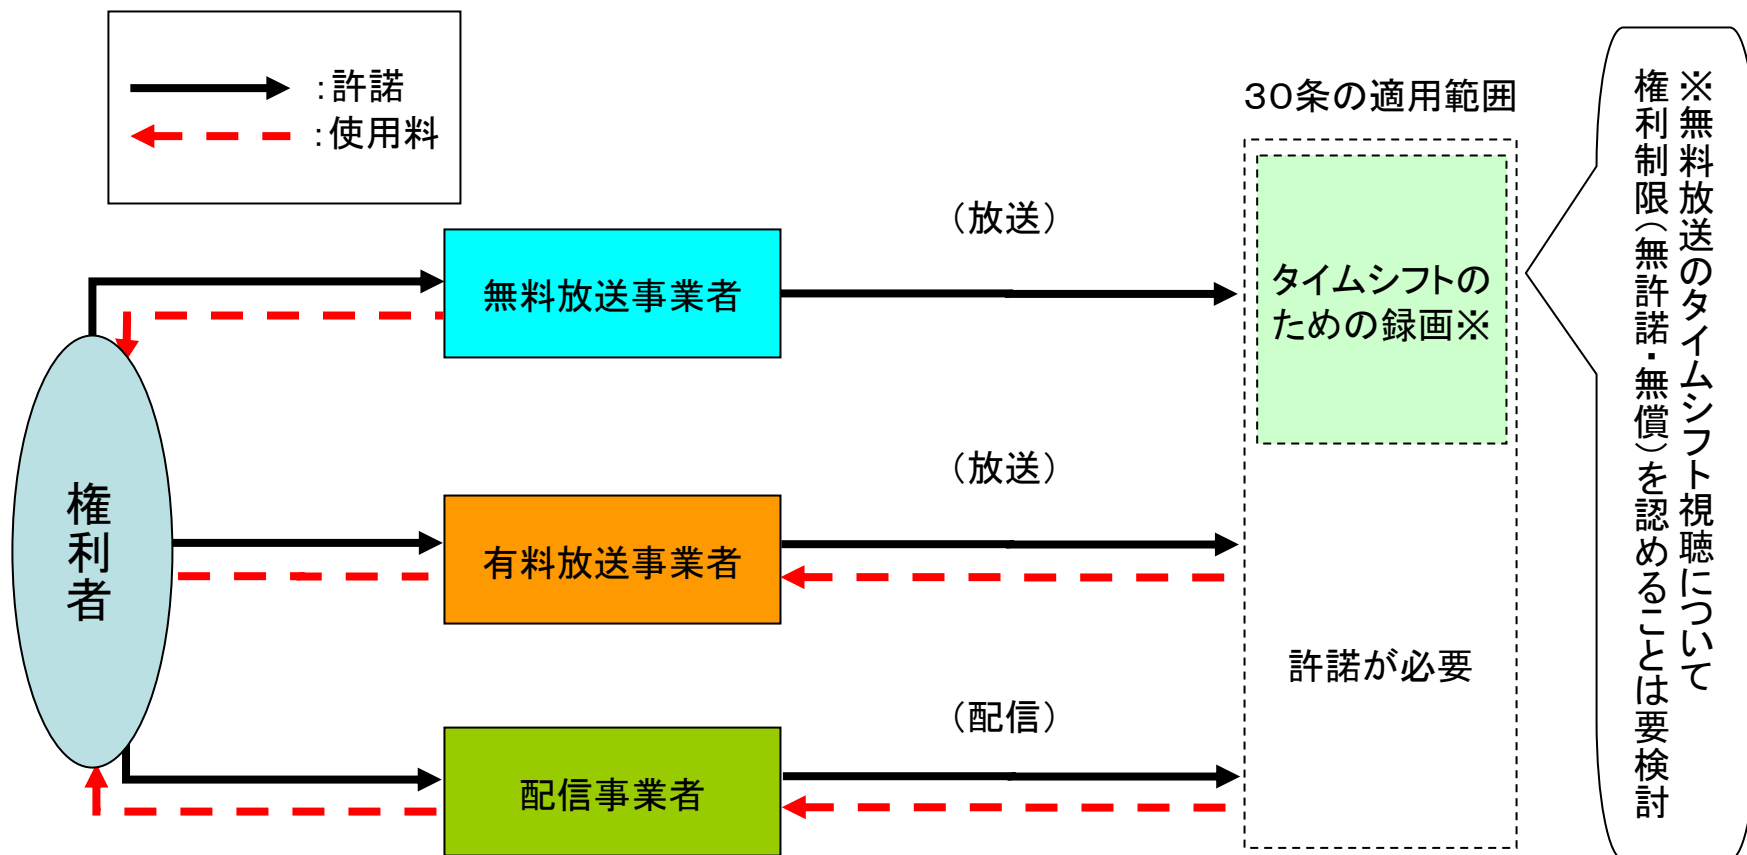 ：許諾
：使用料
30条の適用範囲
（放送）
無料放送事業者
タイムシフトの
ための録画※
※無料放送のタイムシフト視聴について
権利制限（無許諾・無償）を認めることは要検討
権利者
（放送）
有料放送事業者
許諾が必要
（配信）
配信事業者